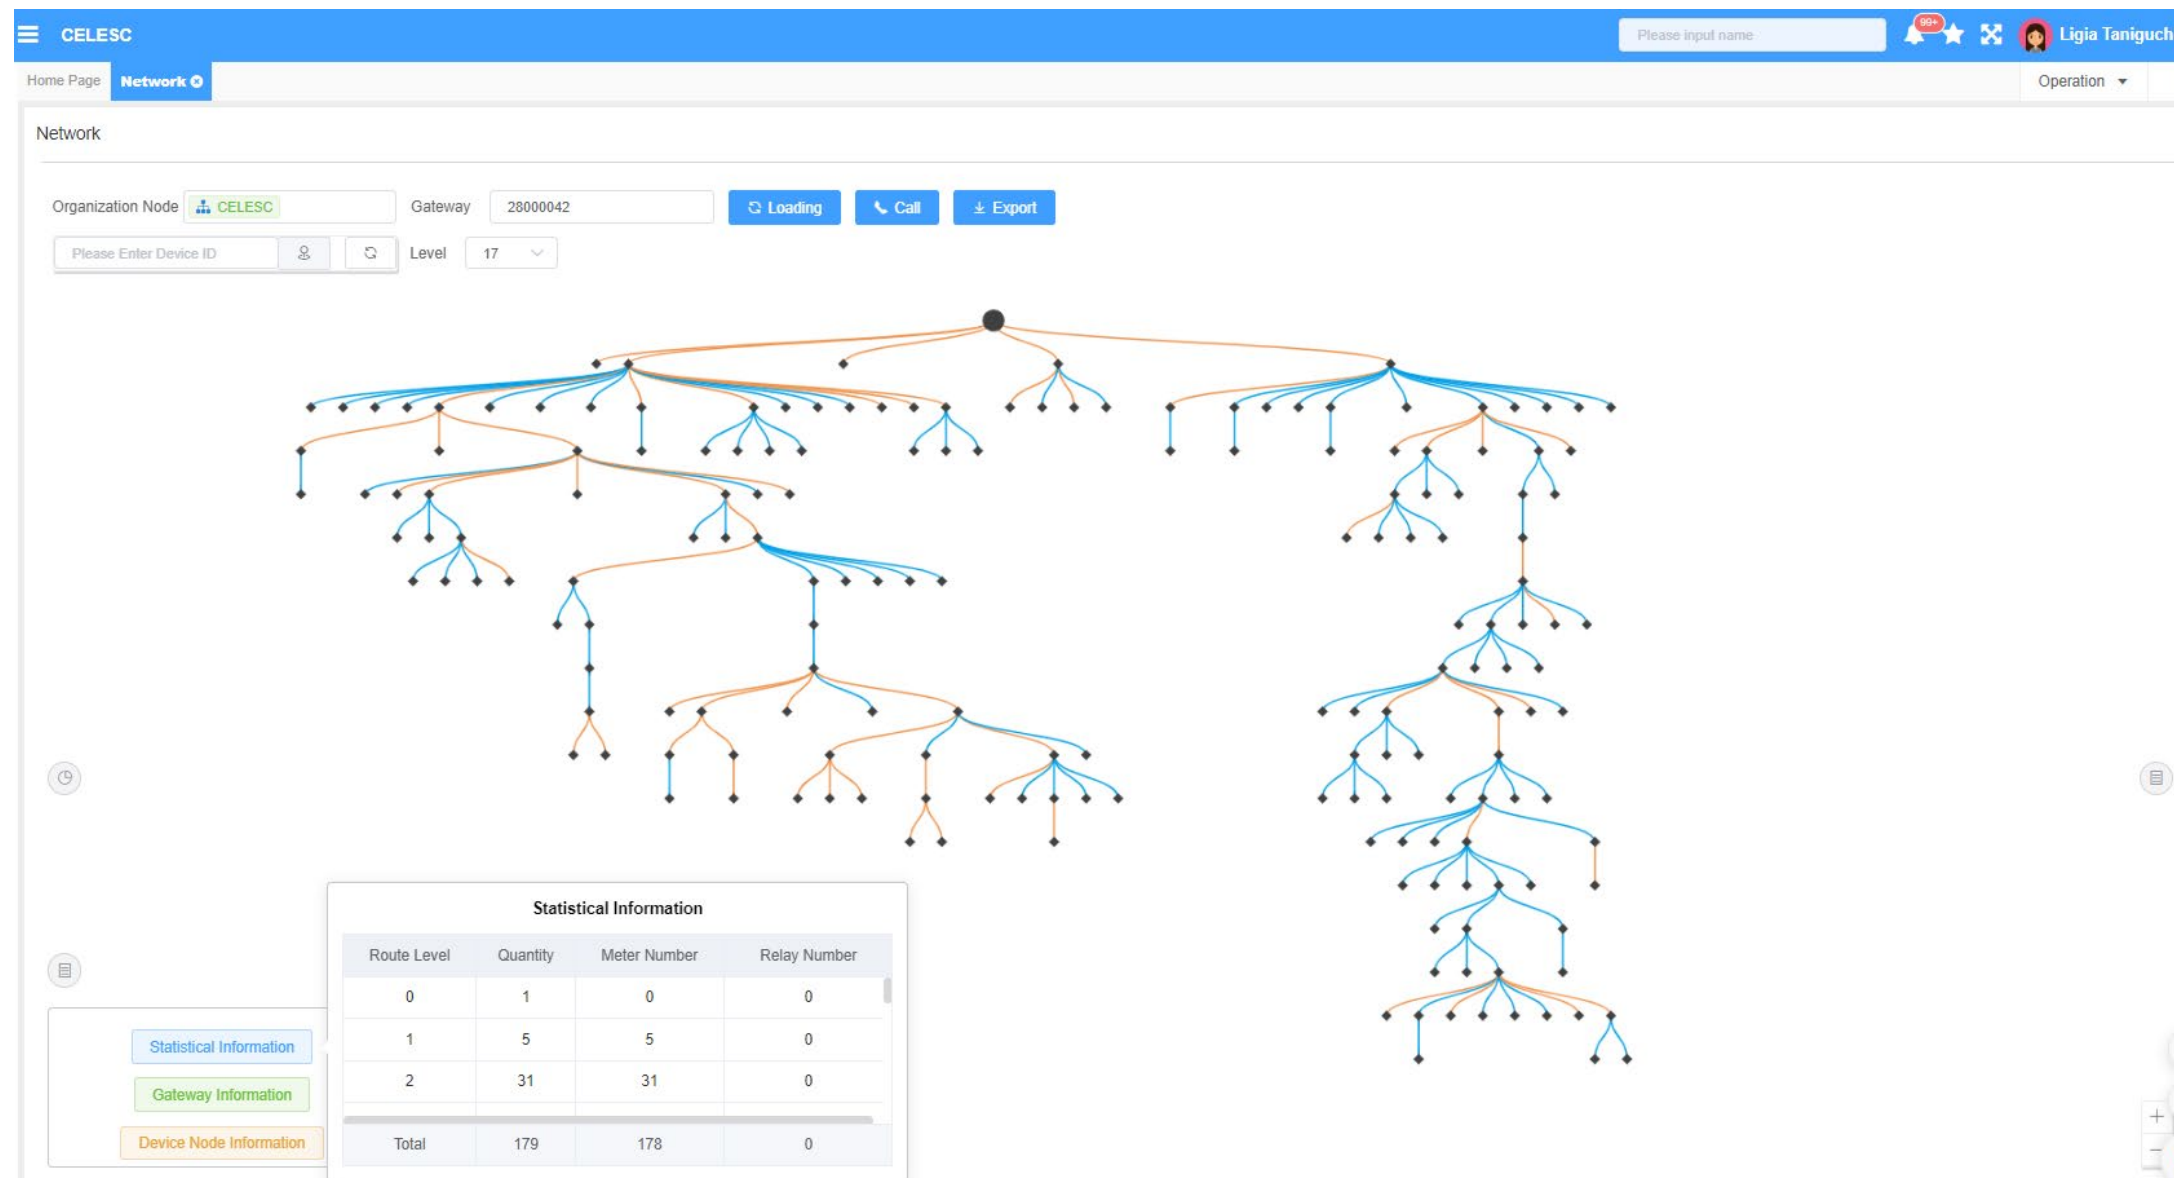 CELESC
Please input name
99+
Ligia Taniguch
Home Page
Network
Operation
Network
Organization Node
CELESC
Gateway
28000042
Loading
Call
Export
Please Enter Device ID
Level
17
Statistical Information
Route Level Quantity Meter Number Relay Number
0 1 0 0
1 5 5 0
2 31 31 0
Total 179 178 0
Statistical Information
Gateway Information
Device Node Information